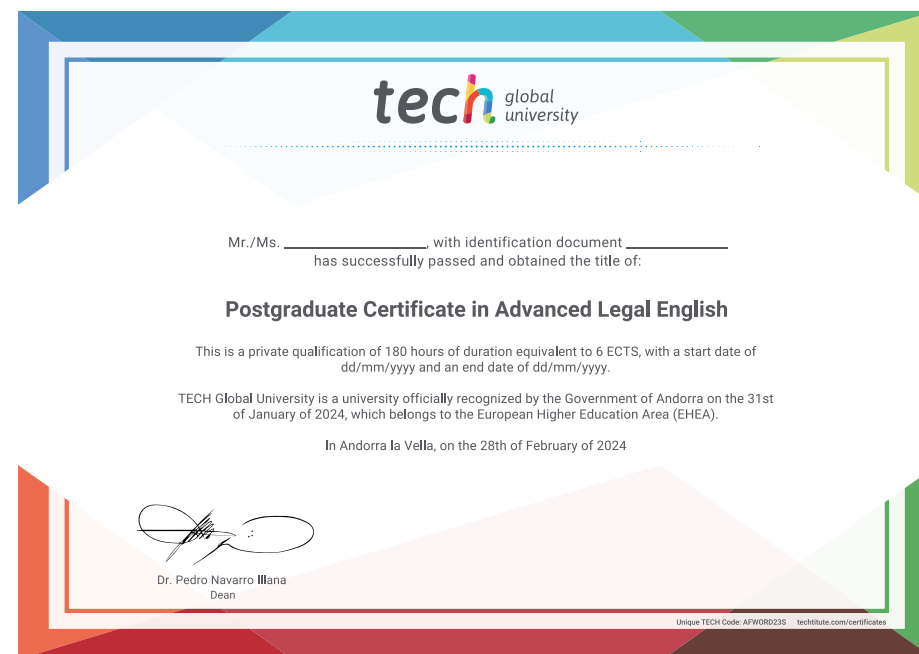 tech global university
Mr./Ms. ____________________, with identification document ______________
has successfully passed and obtained the title of:
Postgraduate Certificate in Advanced Legal English
This is a private qualification of 180 hours of duration equivalent to 6 ECTS, with a start date of
dd/mm/yyyy and an end date of dd/mm/yyyy.
TECH Global University is a university officially recognized by the Government of Andorra on the 31st
of January of 2024, which belongs to the European Higher Education Area (EHEA).
In Andorra la Vella, on the 28th of February of 2024
Dr. Pedro Navarro Illana
Dean
Unique TECH Code: AFWORD23S techtitute.com/certificates